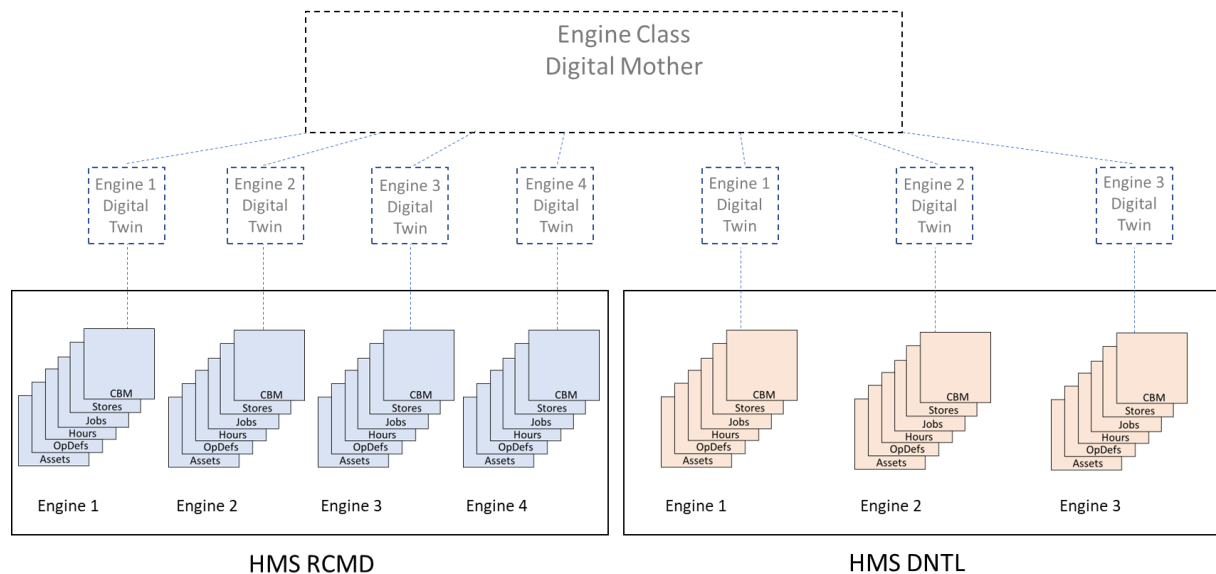 Engine Class
Digital Mother
Engine 1
Digital
Twin
Engine 2
Digital
Twin
Engine 3
Digital
Twin
Engine 4
Digital
Twin
Engine 1
Digital
Twin
Engine 2
Digital
Twin
Engine 3
Digital
Twin
CBM
Stores
Jobs
Hours
OpDefs
Assets
Engine 1
CBM
Stores
Jobs
Hours
OpDefs
Assets
Engine 2
CBM
Stores
Jobs
Hours
OpDefs
Assets
Engine 3
CBM
Stores
Jobs
Hours
OpDefs
Assets
Engine 4
HMS RCMD
CBM
Stores
Jobs
Hours
OpDefs
Assets
Engine 1
CBM
Stores
Jobs
Hours
OpDefs
Assets
Engine 2
CBM
Stores
Jobs
Hours
OpDefs
Assets
Engine 3
HMS DNTL